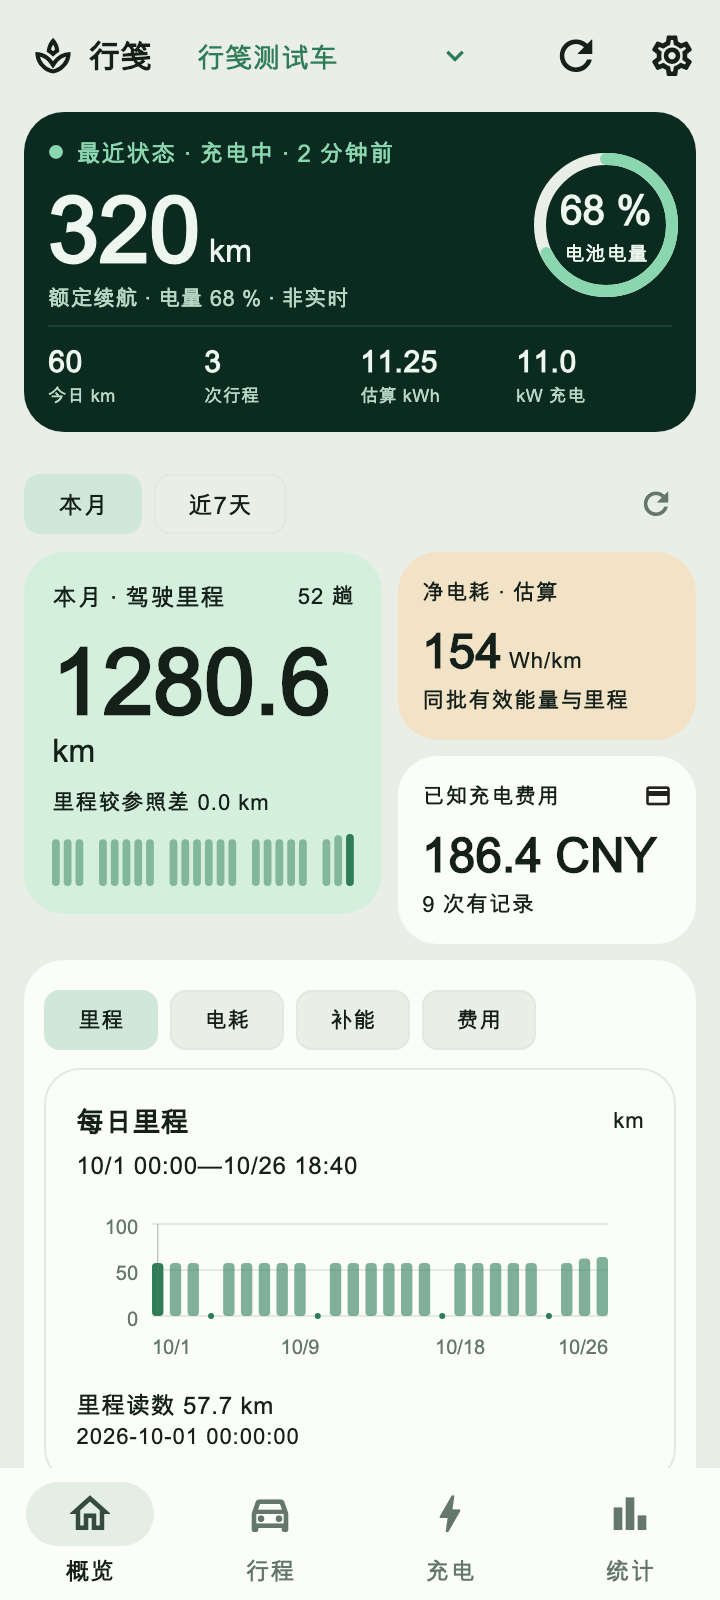 行笺
行笺测试车
最近状态 · 充电中 · 2 分钟前
320 km
68 %
电池电量
额定续航 · 电量 68 % · 非实时
60
今日 km
3
次行程
11.25
估算 kWh
11.0
kW 充电
本月
近7天
本月 · 驾驶里程
52 趟
1280.6
km
里程较参照差 0.0 km
净电耗 · 估算
154 Wh/km
同批有效能量与里程
已知充电费用
186.4 CNY
9 次有记录
里程
电耗
补能
费用
每日里程
km
10/1 00:00—10/26 18:40
100
50
0
10/1
10/9
10/18
10/26
里程读数 57.7 km
2026-10-01 00:00:00
概览
行程
充电
统计